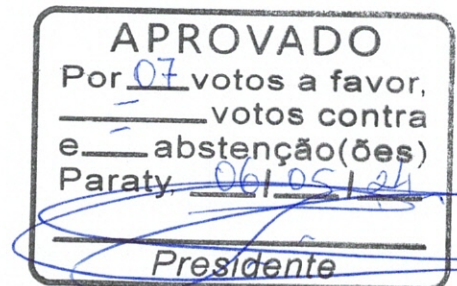 APROVADO
Por 07 votos a favor,
- votos contra
e - abstenção(ões)
Paraty, 06/05/24
Presidente